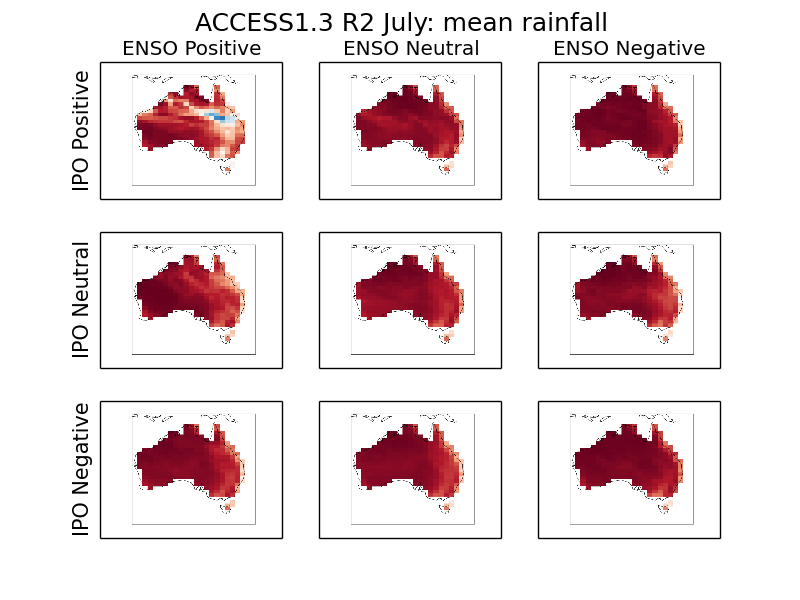 ACCESS1.3 R2 July: mean rainfall
ENSO Positive
ENSO Neutral
ENSO Negative
IPO Positive
IPO Neutral
IPO Negative